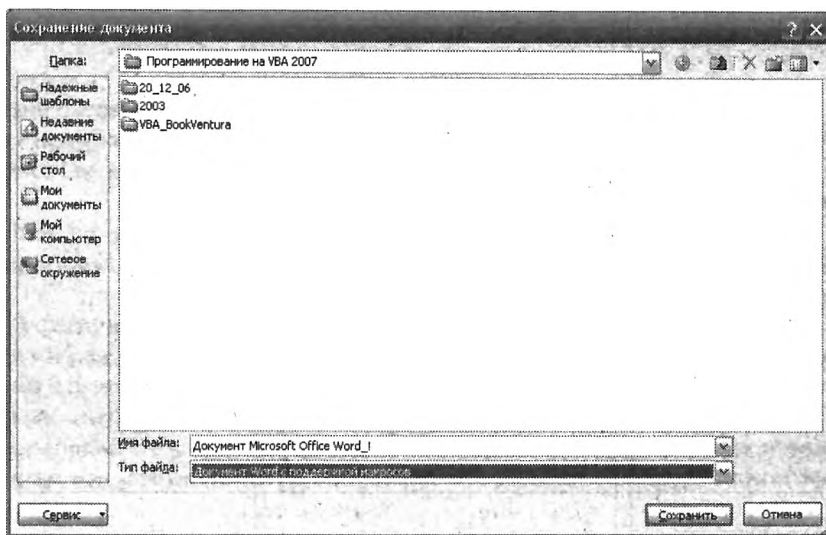 Сохранение документа
Папка:
Программирование на VBA 2007
Надежные
шаблоны
Недавние
документы
Рабочий
стол
Мои
документы
Мой
компьютер
Сетевое
окружение
20_12_06
2003
VBA_BookVentura
Имя файла:
Документ Microsoft Office Word_!
Тип файла:
Документ Word с поддержкой макросов
Сервис
Сохранить
Отмена